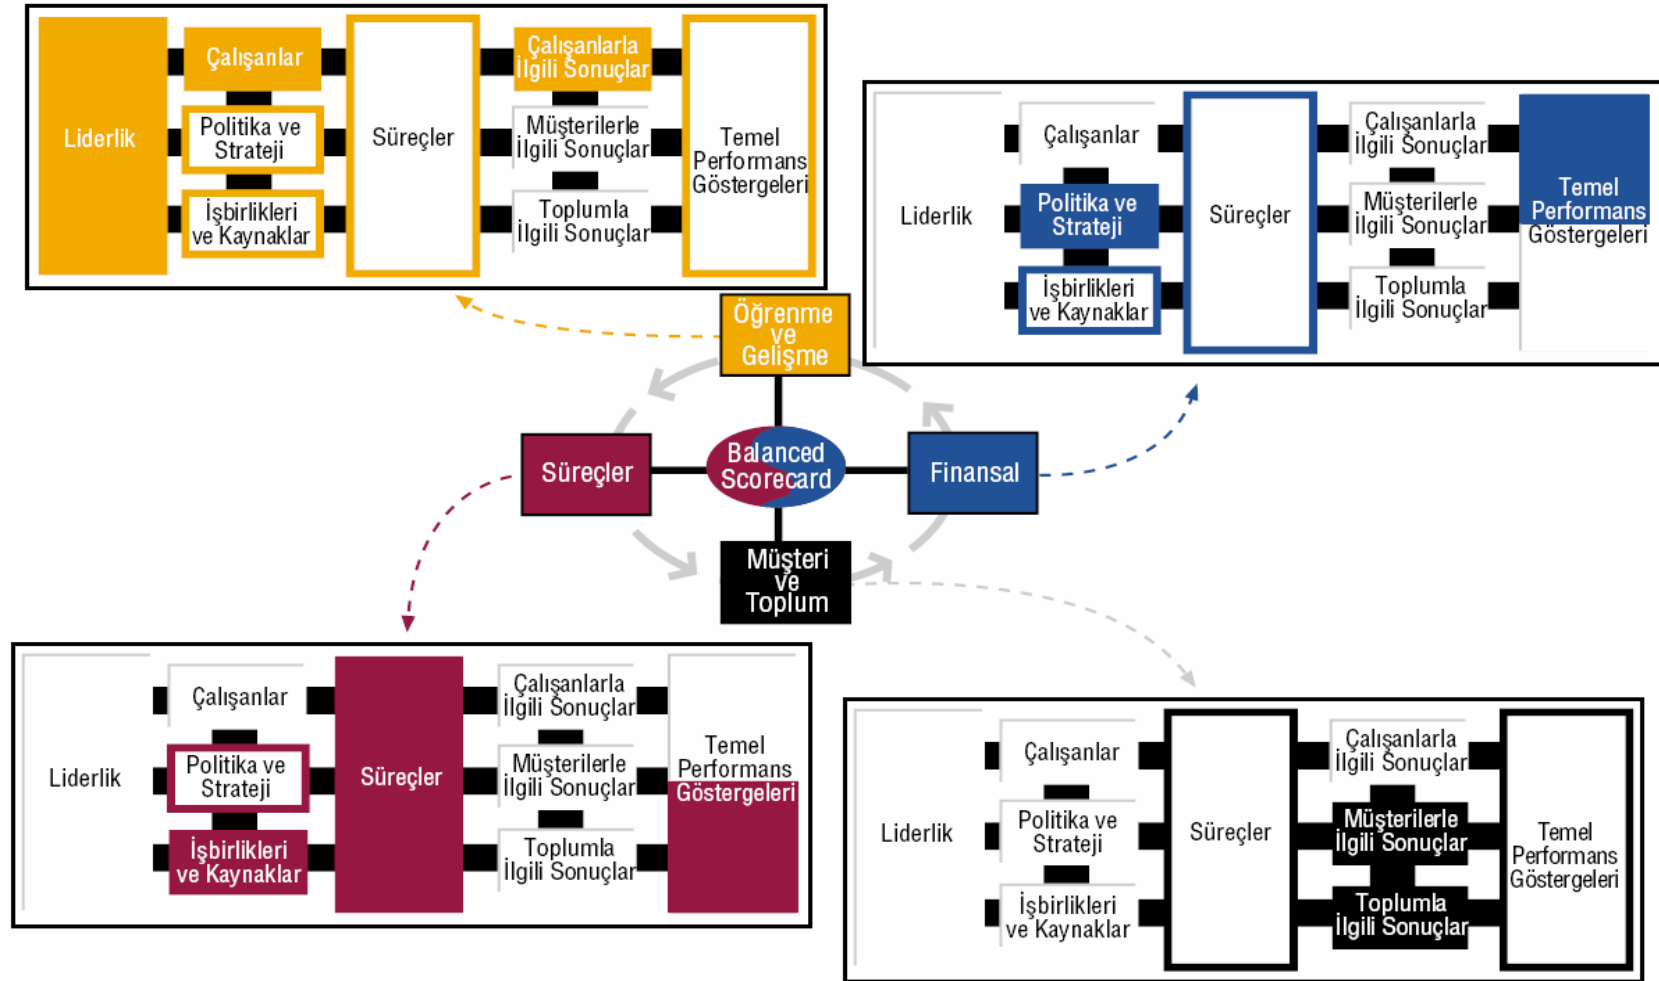 Liderlik
Çalışanlar
Politika ve
Strateji
İşbirlikleri
ve Kaynaklar
Süreçler
Çalışanlarla
İlgili Sonuçlar
Müşterilerle
İlgili Sonuçlar
Toplumla
İlgili Sonuçlar
Temel
Performans
Göstergeleri
Liderlik
Çalışanlar
Politika ve
Strateji
İşbirlikleri
ve Kaynaklar
Süreçler
Çalışanlarla
İlgili Sonuçlar
Müşterilerle
İlgili Sonuçlar
Toplumla
İlgili Sonuçlar
Temel
Performans
Göstergeleri
Öğrenme
ve
Gelişme
Süreçler
Balanced
Scorecard
Finansal
Müşteri
ve
Toplum
Liderlik
Çalışanlar
Politika ve
Strateji
İşbirlikleri
ve Kaynaklar
Süreçler
Çalışanlarla
İlgili Sonuçlar
Müşterilerle
İlgili Sonuçlar
Toplumla
İlgili Sonuçlar
Temel
Performans
Göstergeleri
Liderlik
Çalışanlar
Politika ve
Strateji
İşbirlikleri
ve Kaynaklar
Süreçler
Çalışanlarla
İlgili Sonuçlar
Müşterilerle
İlgili Sonuçlar
Toplumla
İlgili Sonuçlar
Temel
Performans
Göstergeleri